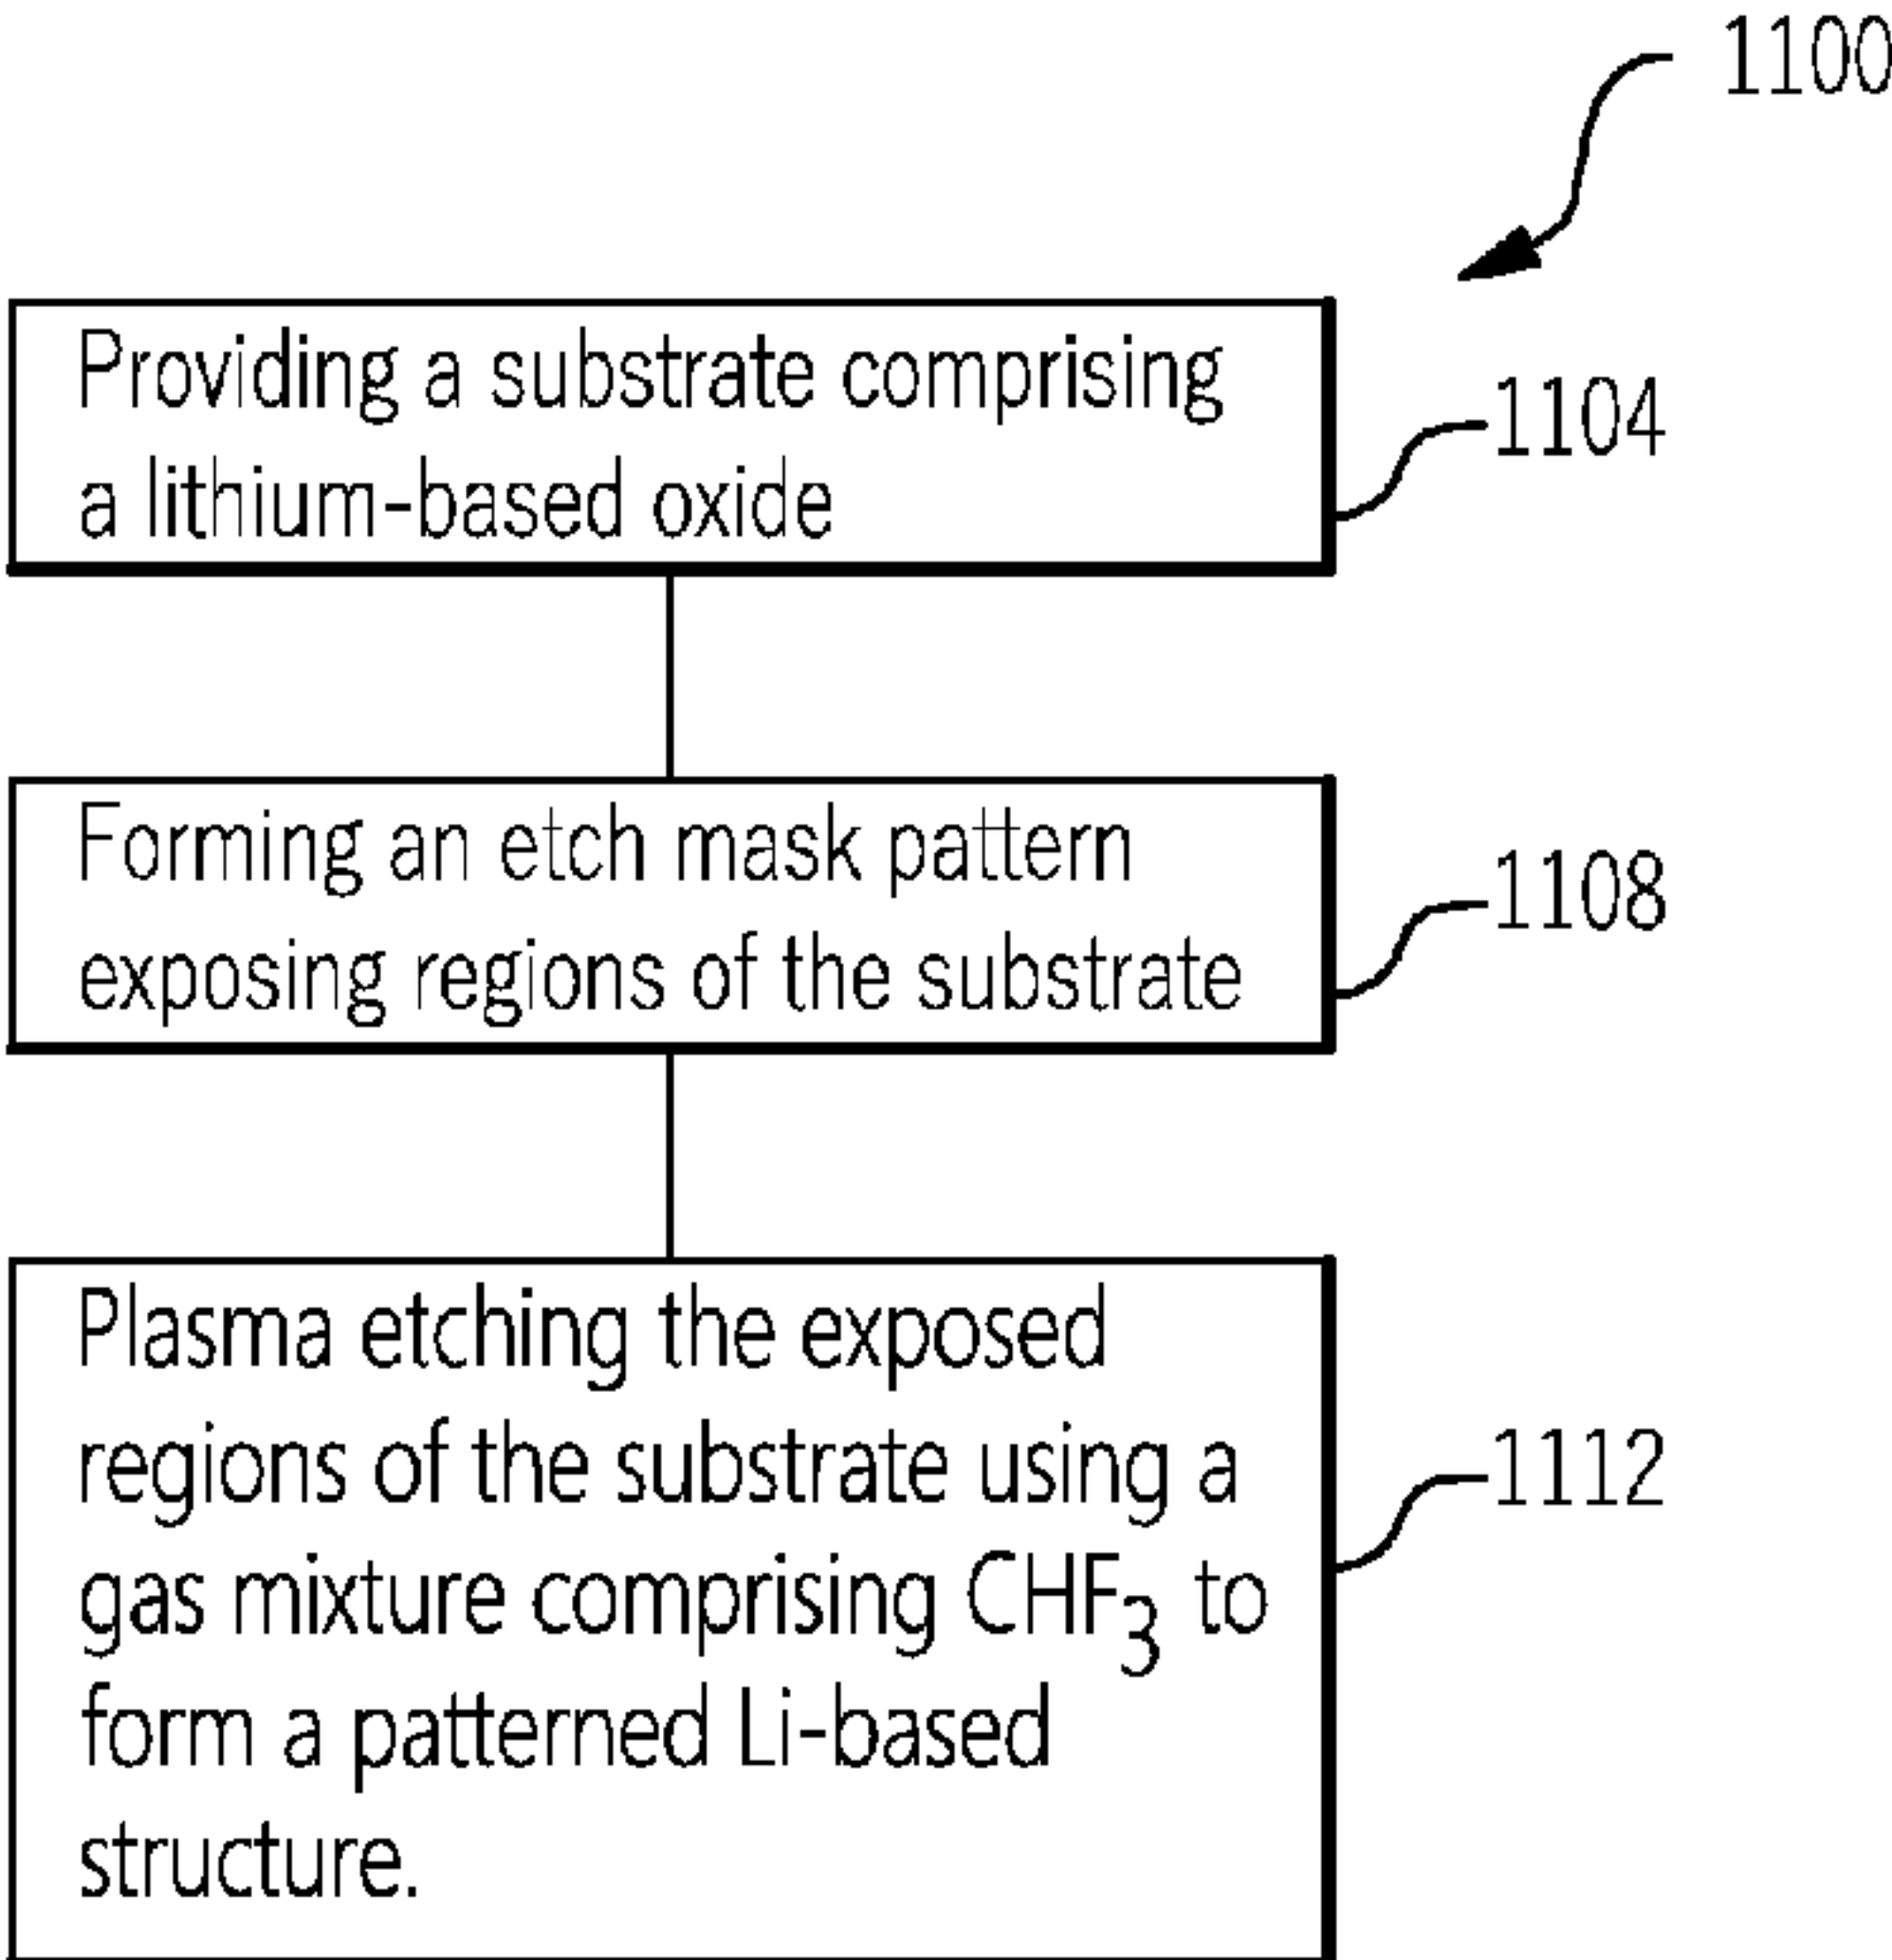 1100
Providing a substrate comprising
a lithium-based oxide
1104
Forming an etch mask pattern
exposing regions of the substrate
1108
Plasma etching the exposed
regions of the substrate using a
gas mixture comprising CHF₃ to
form a patterned Li-based
structure.
1112